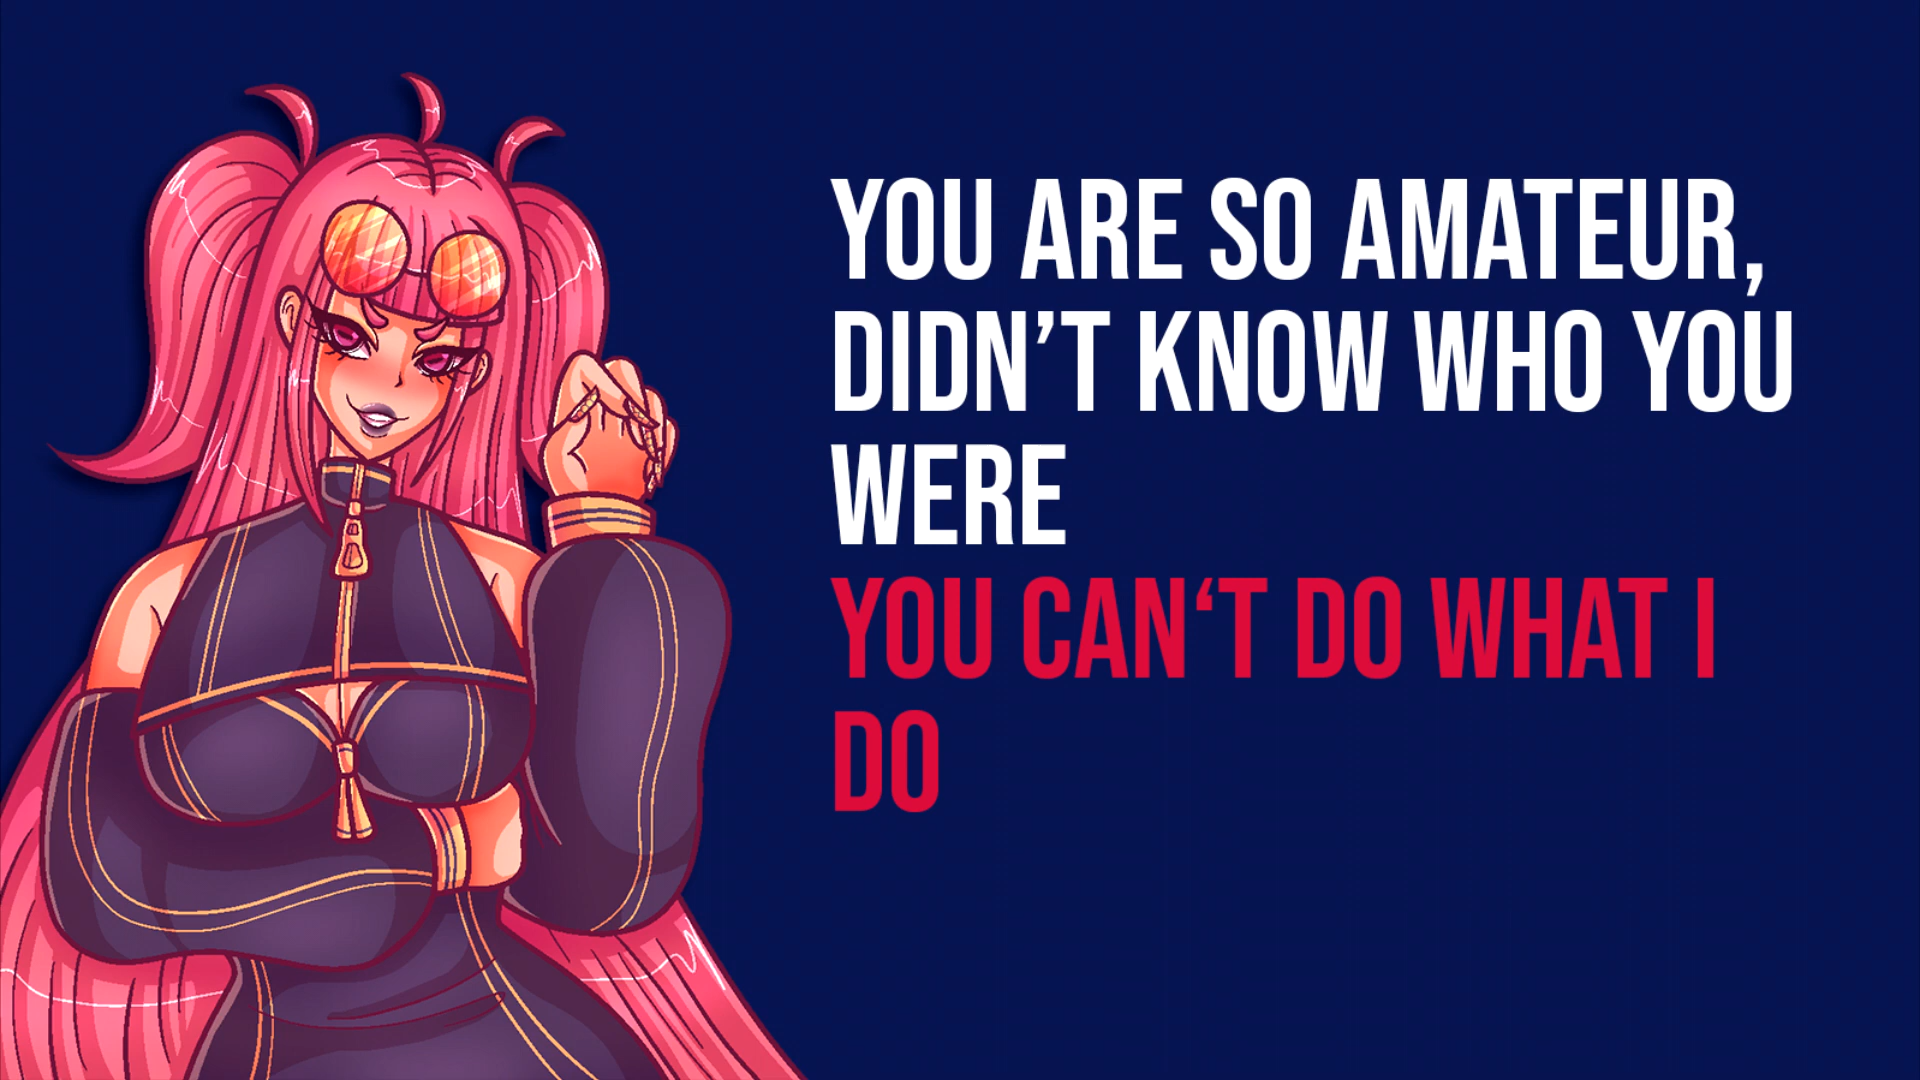 YOU ARE SO AMATEUR,
DIDN’T KNOW WHO YOU
WERE
YOU CAN‘T DO WHAT I
DO